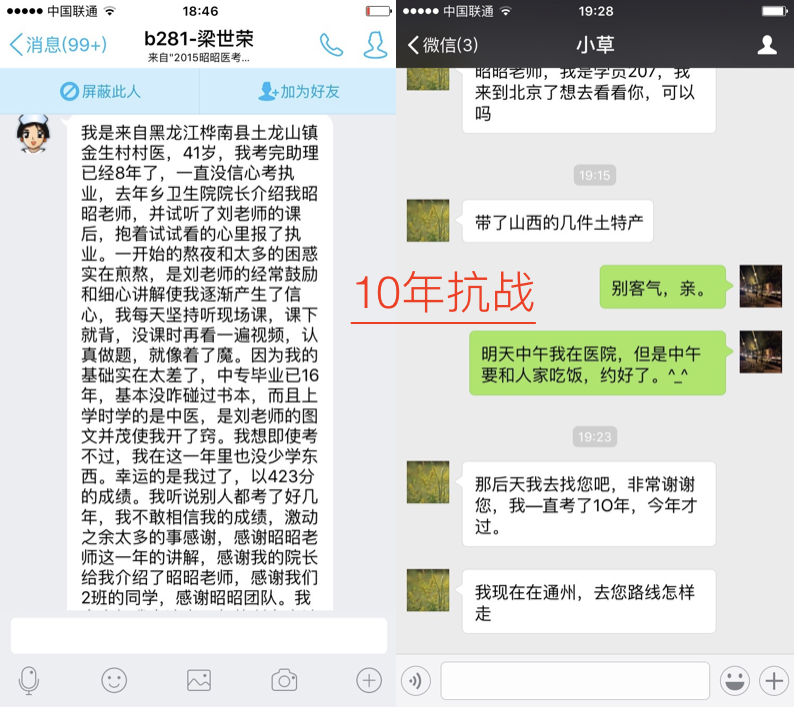 中国联通
18:46
消息(99+)
b281-梁世荣
来自"2015昭昭医考...
屏蔽此人
加为好友
我是来自黑龙江桦南县土龙山镇
金生村村医，41岁，我考完助理
已经8年了，一直没信心考执
业，去年乡卫生院院长介绍我昭
昭老师，并试听了刘老师的课
后，抱着试试看的心里报了执
业。一开始的熬夜和太多的困惑
实在煎熬，是刘老师的经常鼓励
和细心讲解使我逐渐产生了信
心，我每天坚持听现场课，课下
就背，没课时再看一遍视频，认
真做题，就像着了魔。因为我的
基础实在太差了，中专毕业已16
年，基本没咋碰过书本，而且上
学时学的是中医，是刘老师的图
文并茂使我开了窍。我想即使考
不过，我在这一年里也没少学东
西。幸运的是我过了，以423分
的成绩。我听说别人都考了好几
年，我不敢相信我的成绩，激动
之余太多的事感谢，感谢昭昭老
师这一年的讲解，感谢我的院长
给我介绍了昭昭老师，感谢我们
2班的同学，感谢昭昭团队。我
10年抗战
中国联通
19:28
微信(3)
小草
昭昭老师，我是学员207，我
来到北京了想去看看你，可以
吗
19:15
带了山西的几件土特产
别客气，亲。
明天中午我在医院，但是中午
要和人家吃饭，约好了。^_^
19:23
那后天我去找您吧，非常谢谢
您，我一直考了10年，今年才
过。
我现在在通州，去您路线怎样
走